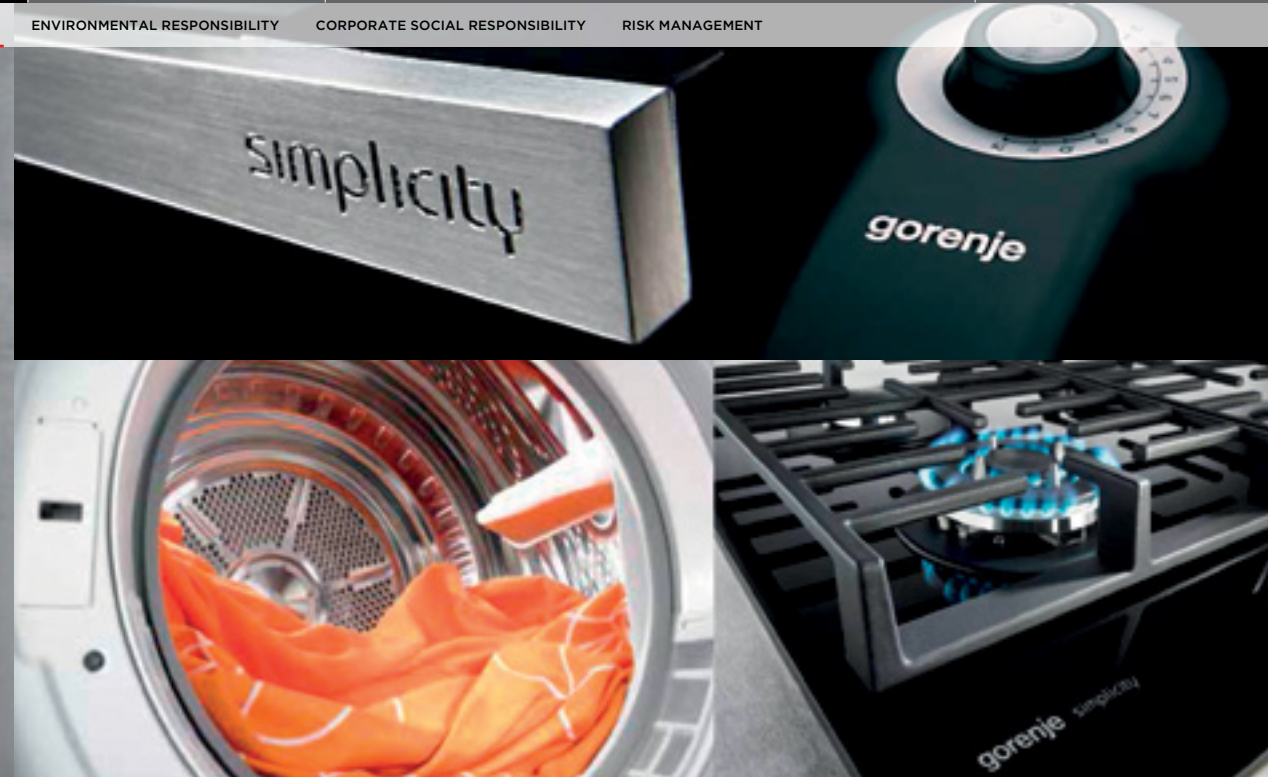 ENVIRONMENTAL RESPONSIBILITY CORPORATE SOCIAL RESPONSIBILITY RISK MANAGEMENT
simplicity
gorenje
gorenje simplicity